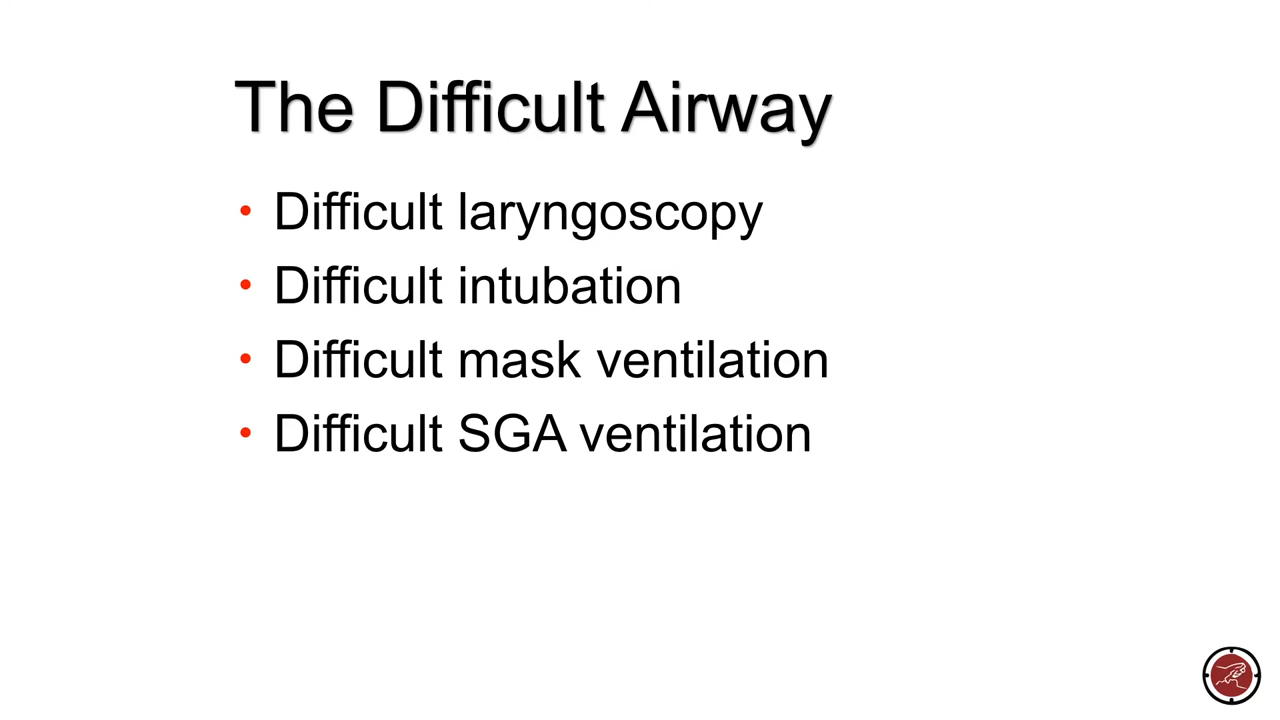 The Difficult Airway
• Difficult laryngoscopy
• Difficult intubation
• Difficult mask ventilation
• Difficult SGA ventilation